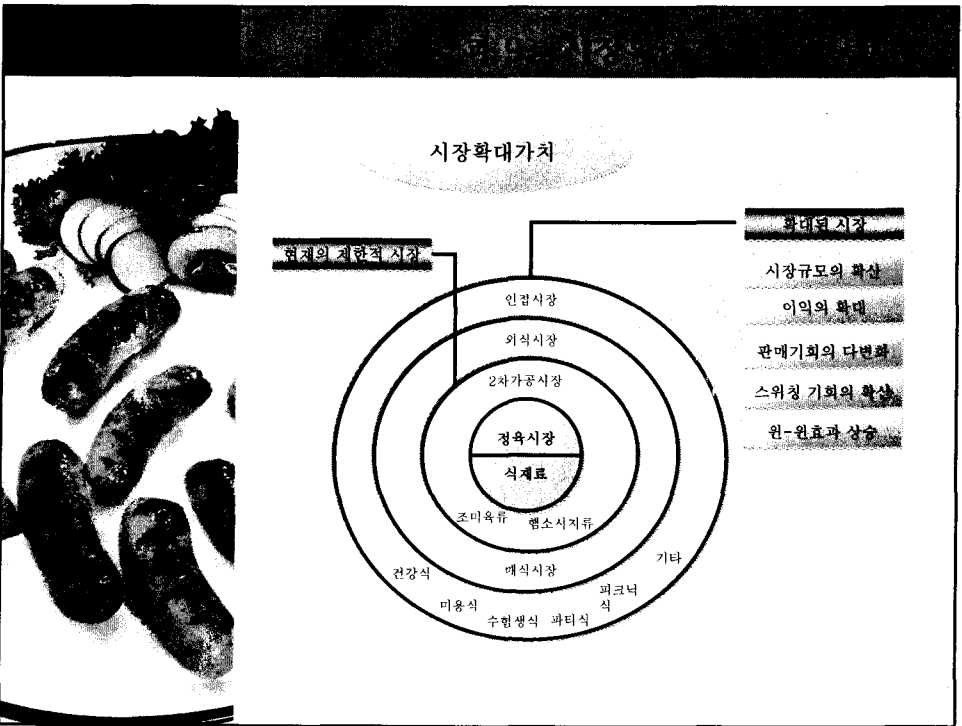 시장확대가치
확대된 시장
현재의 제한적 시장
시장규모의 확산
이익의 확대
판매기회의 다변화
스위칭 기회의 확산
윈-윈효과 상승
인접시장
외식시장
2차가공시장
정육시장
식재료
조미육류 햄소시지류
매식시장
기타
건강식
피크닉
식
미용식
수험생식 파티식